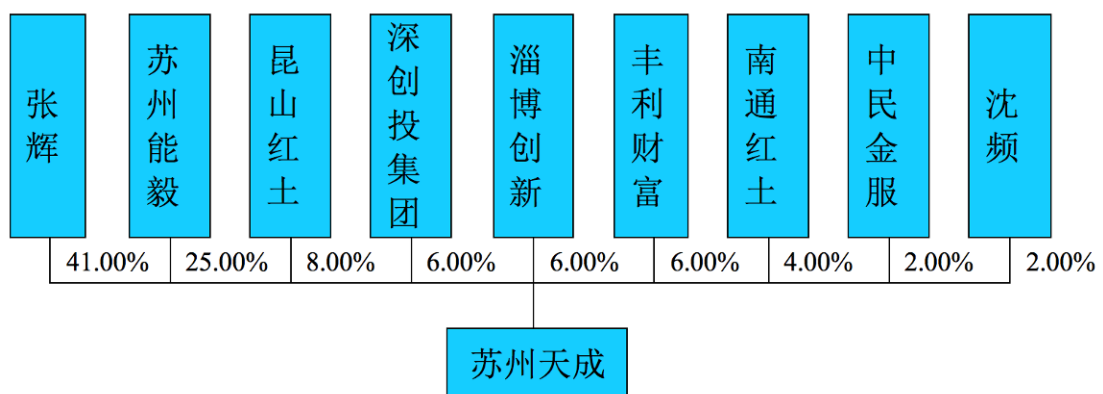 张辉
苏州能毅
昆山红土
深创投集团
淄博创新
丰利财富
南通红土
中民金服
沈频
41.00%
25.00%
8.00%
6.00%
6.00%
6.00%
4.00%
2.00%
2.00%
苏州天成